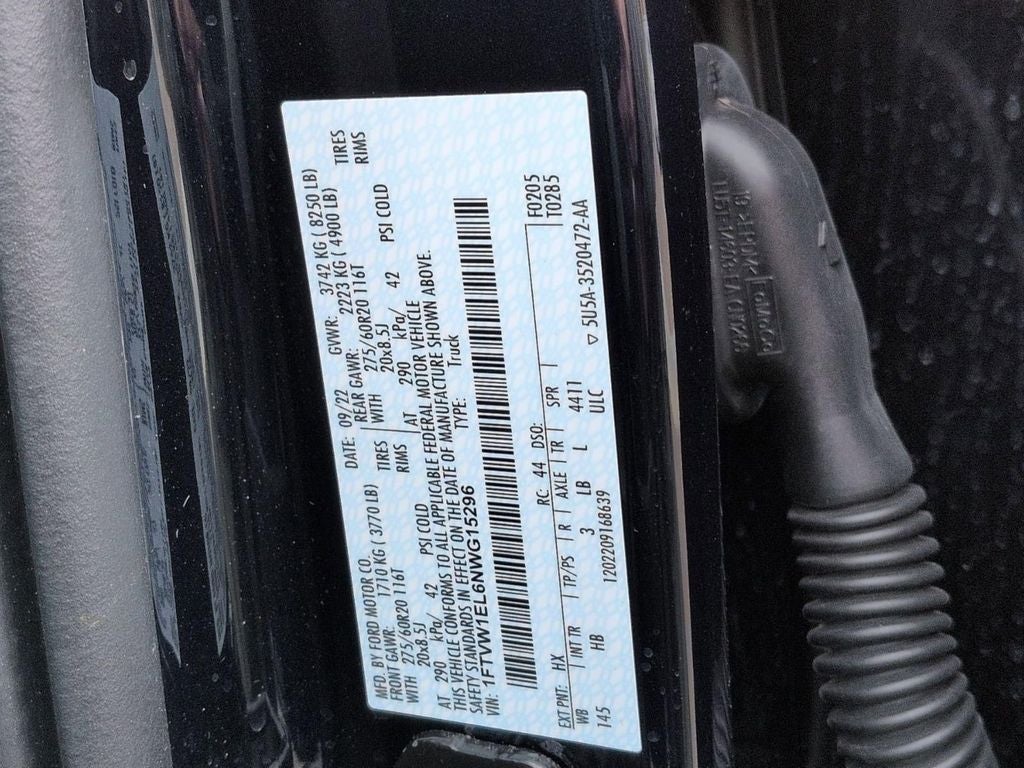 MFD. BY FORD MOTOR CO.
DATE: 09/22 GVWR: 3742 KG ( 8250 LB)
FRONT GAWR: 1710 KG ( 3770 LB)
REAR GAWR: 2223 KG ( 4900 LB)
WITH 275/60R20 116T TIRES
WITH 275/60R20 116T TIRES
20x8.5J RIMS
20x8.5J RIMS
AT 290 kPa/ 42 PSI COLD
AT 290 kPa/ 42 PSI COLD
THIS VEHICLE CONFORMS TO ALL APPLICABLE FEDERAL MOTOR VEHICLE
SAFETY STANDARDS IN EFFECT ON THE DATE OF MANUFACTURE SHOWN ABOVE.
VIN: 1FTVW1EL6NWG15296 TYPE: Truck
F0205
T0285
EXT PNT: HX RC: 44 DSO:
WB INT TR TP/PS R AXLE TR SPR
145 HB 3 LB L 4411
1202209168639 ULC ▽ 5U5A-3520472-AA
>EPDM<
FoMoCo